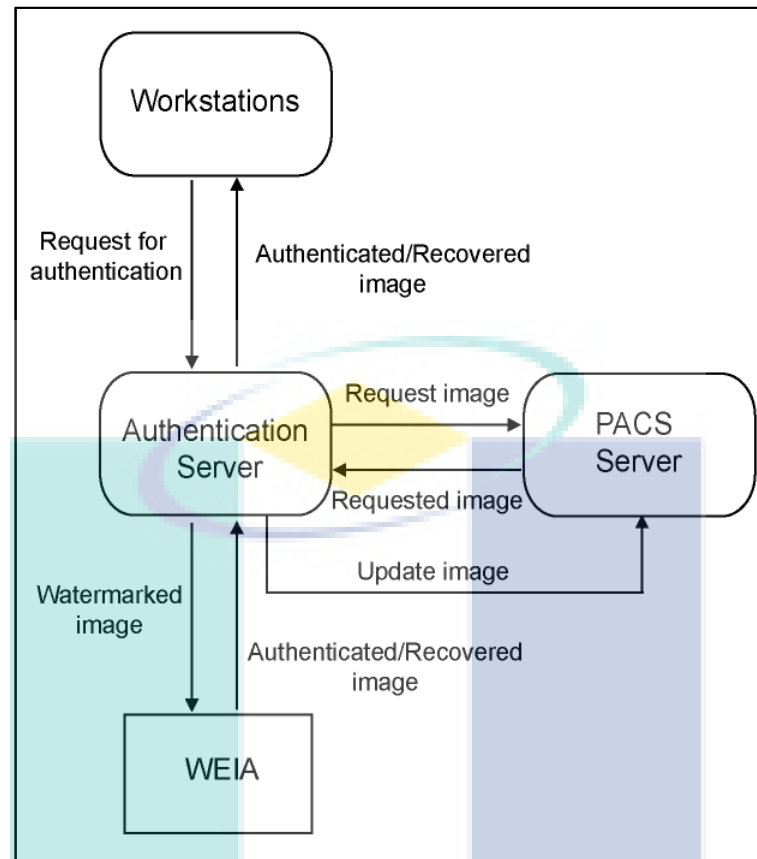 Workstations
Request for
authentication
Authenticated/Recovered
image
Authentication
Server
Request image
Requested image
PACS
Server
Update image
Watermarked
image
Authenticated/Recovered
image
WEIA